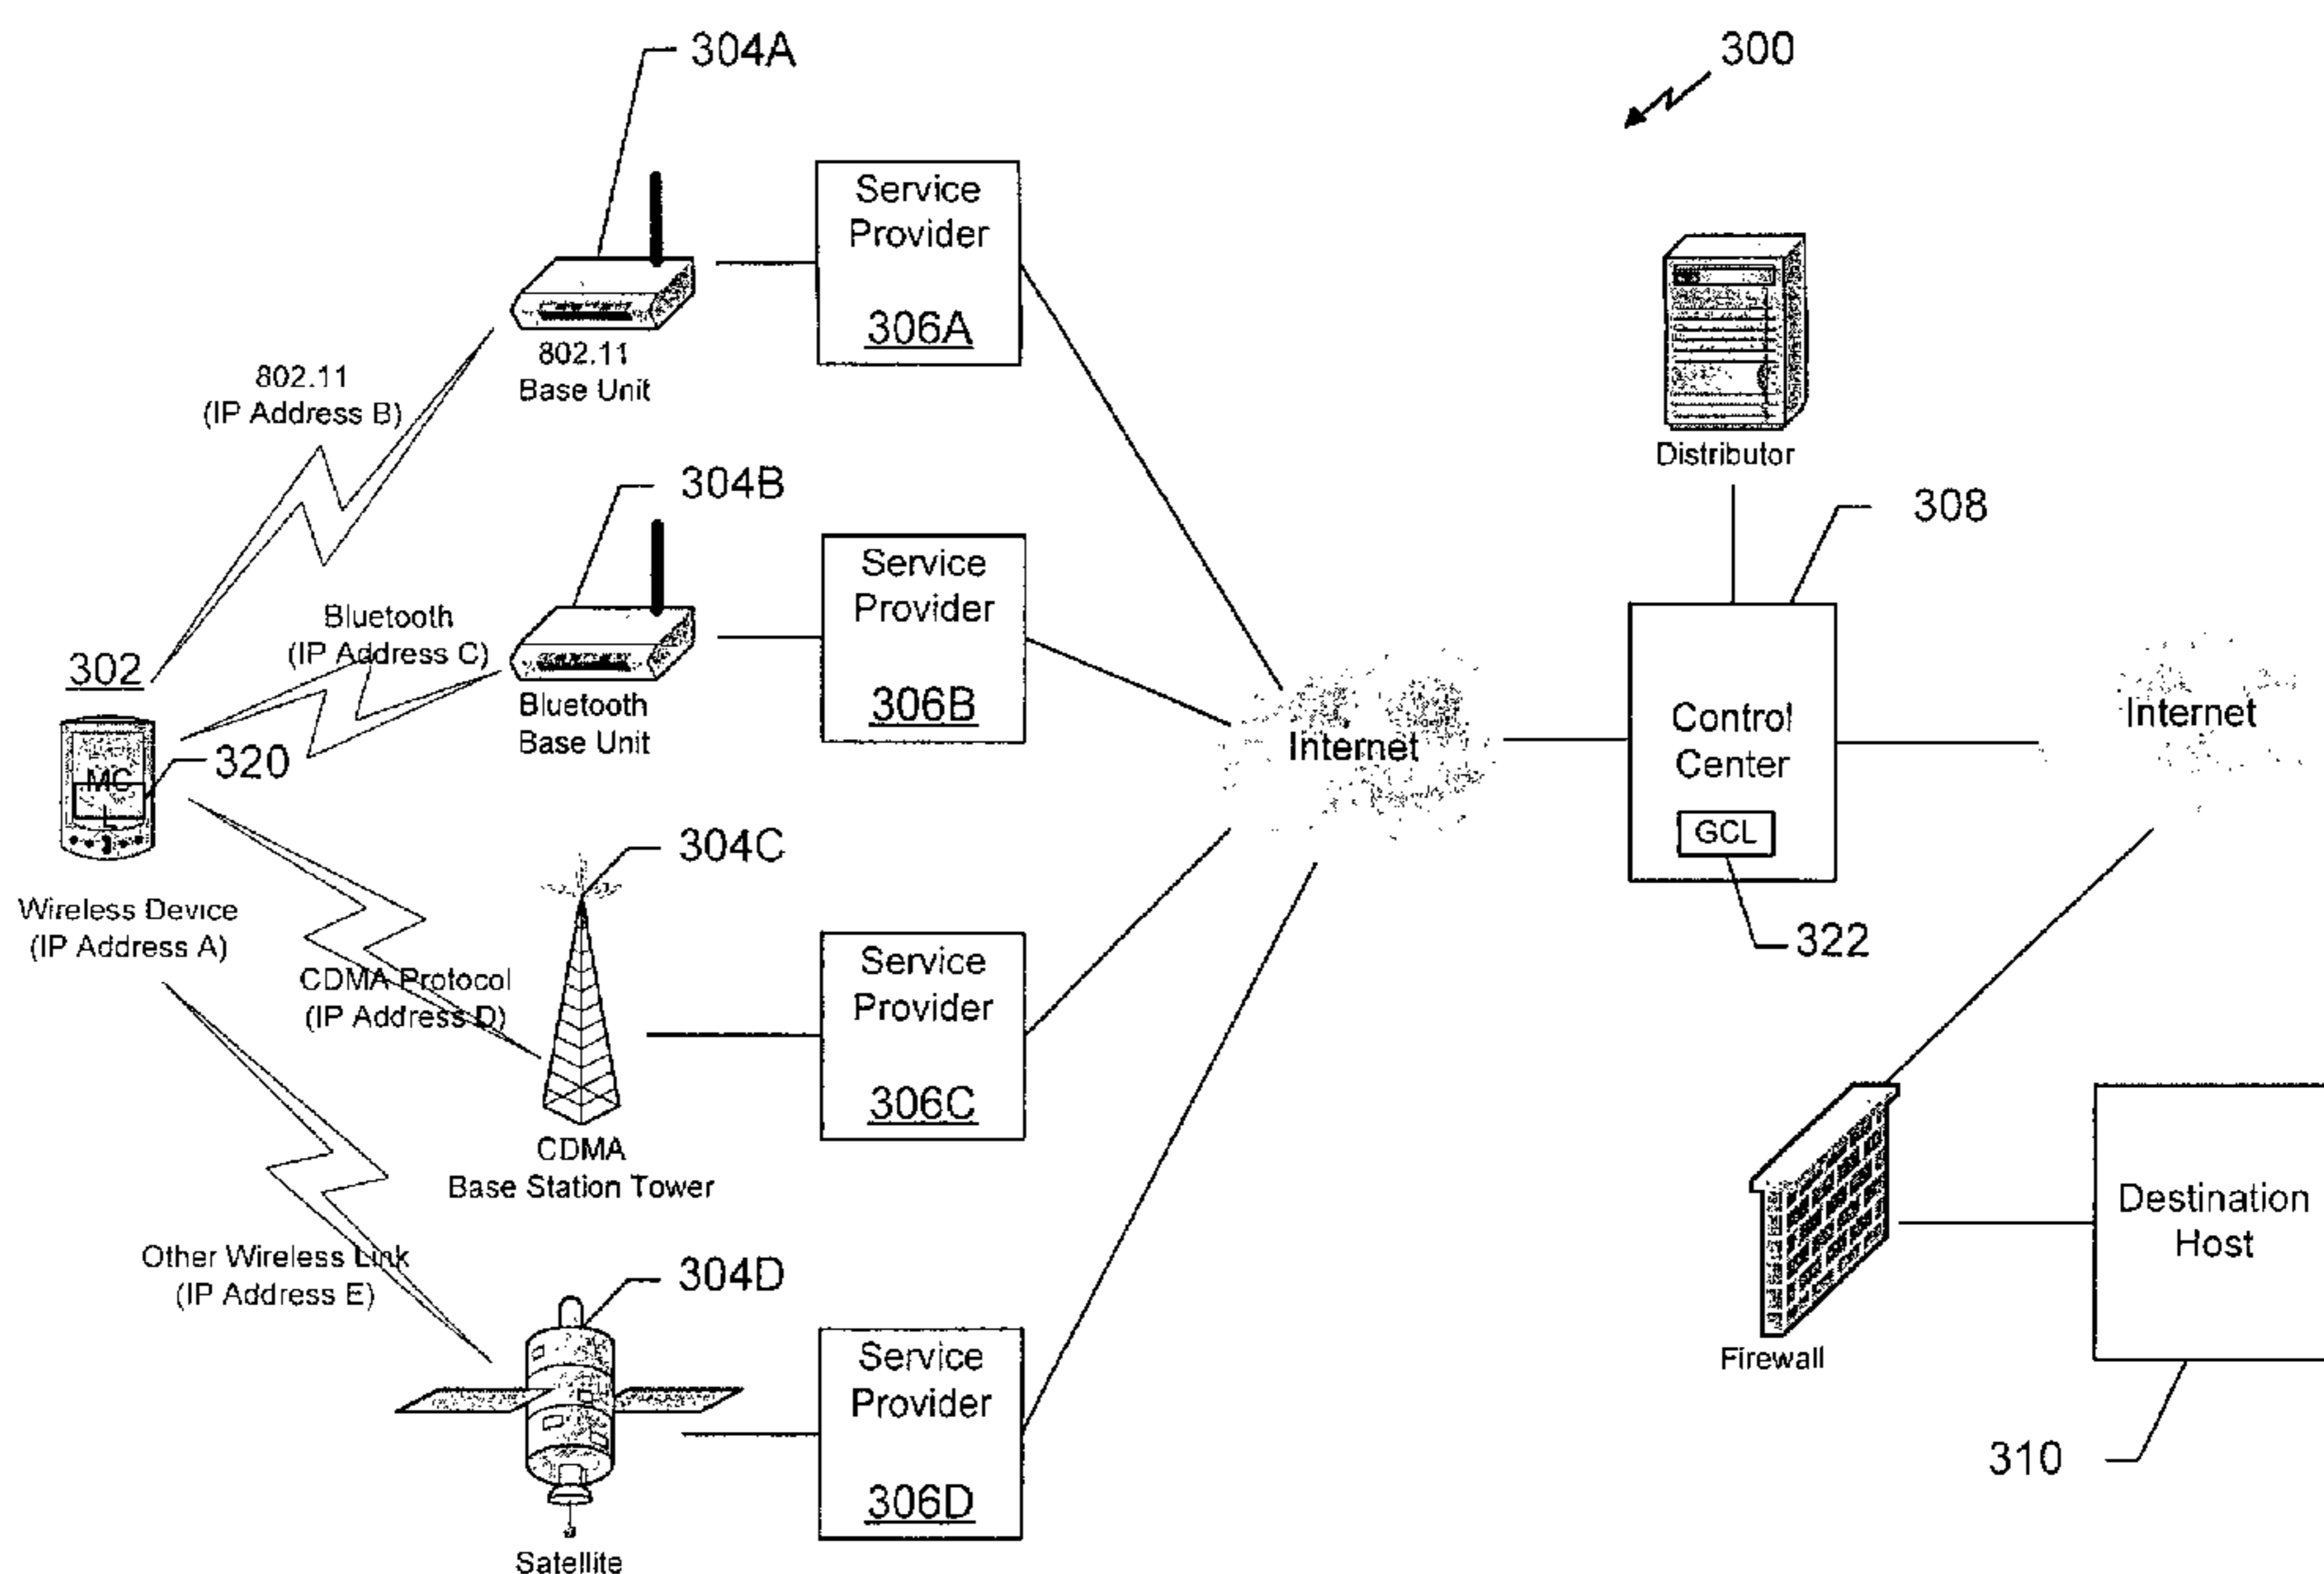 304A
300
Service
Provider
306A
802.11
Base Unit
802.11
(IP Address B)
Distributor
304B
308
Service
Provider
306B
Bluetooth
(IP Address C)
Bluetooth
Base Unit
302
MC
L
320
Internet
Control
Center
GCL
322
Internet
304C
Wireless Device
(IP Address A)
CDMA Protocol
(IP Address D)
Service
Provider
306C
CDMA
Base Station Tower
Other Wireless Link
(IP Address E)
304D
Service
Provider
306D
Satellite
Firewall
Destination
Host
310